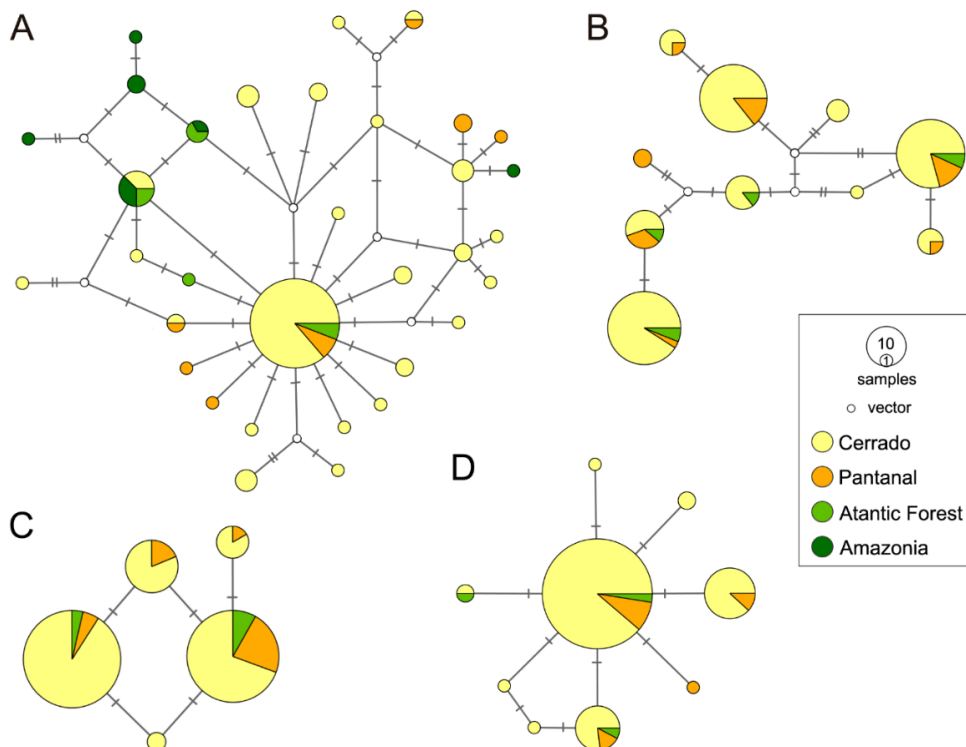 A
B
10
1
samples
vector
Cerrado
Pantanal
Atantic Forest
Amazonia
C
D